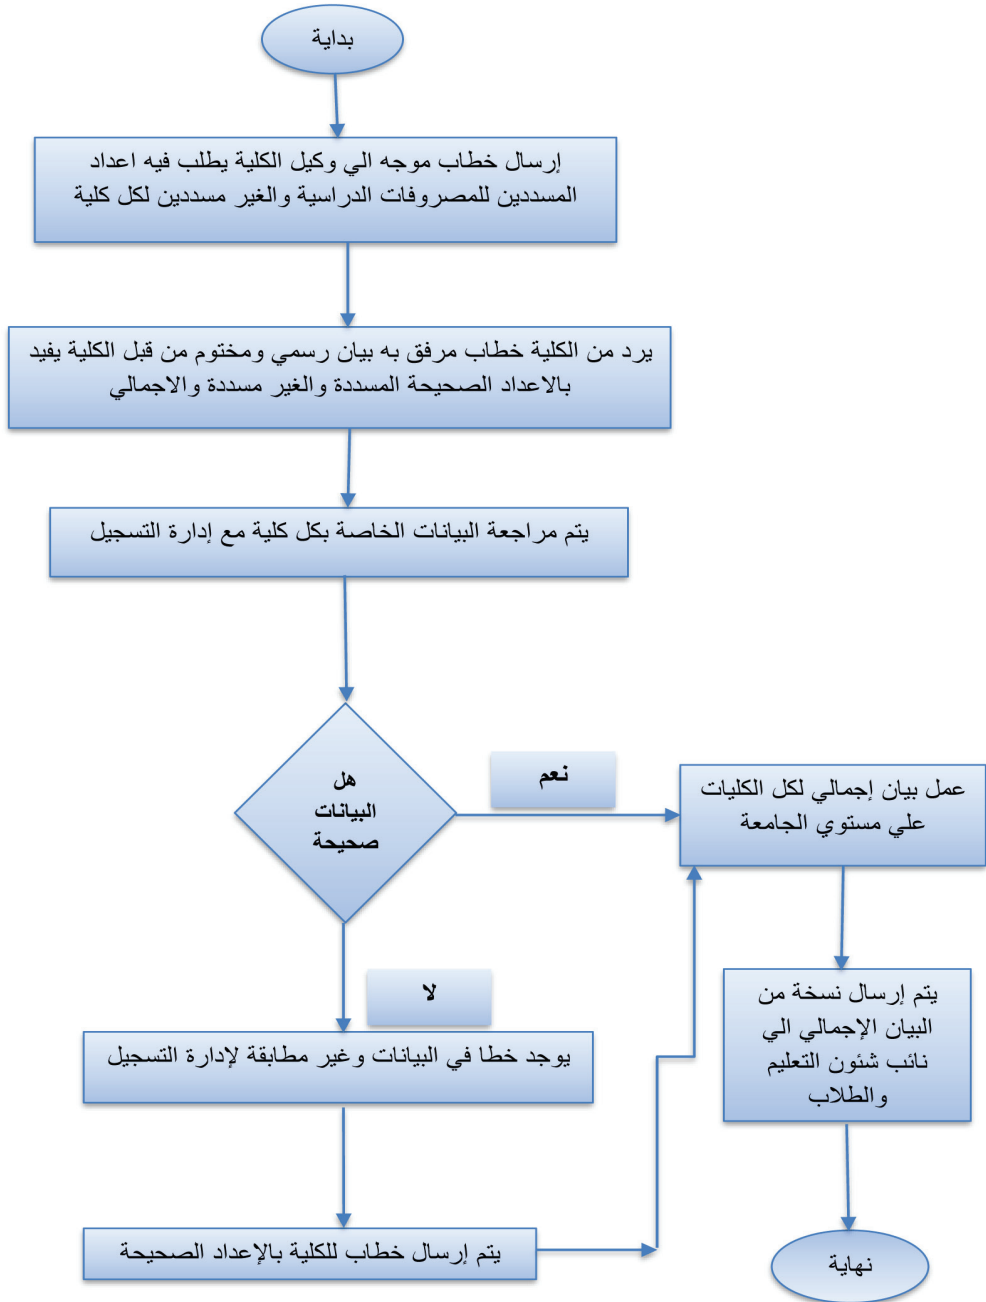 بداية
إرسال خطاب موجه الي وكيل الكلية يطلب فيه اعداد
المسددين للمصروفات الدراسية والغير مسددين لكل كلية
يرد من الكلية خطاب مرفق به بيان رسمي ومختوم من قبل الكلية يفيد
بالاعداد الصحيحة المسددة والغير مسددة والاجمالي
يتم مراجعة البيانات الخاصة بكل كلية مع إدارة التسجيل
هل
البيانات
صحيحة
نعم
عمل بيان إجمالي لكل الكليات
علي مستوي الجامعة
لا
يوجد خطا في البيانات وغير مطابقة لإدارة التسجيل
يتم إرسال نسخة من
البيان الإجمالي الي
نائب شئون التعليم
والطلاب
يتم إرسال خطاب للكلية بالإعداد الصحيحة
نهاية